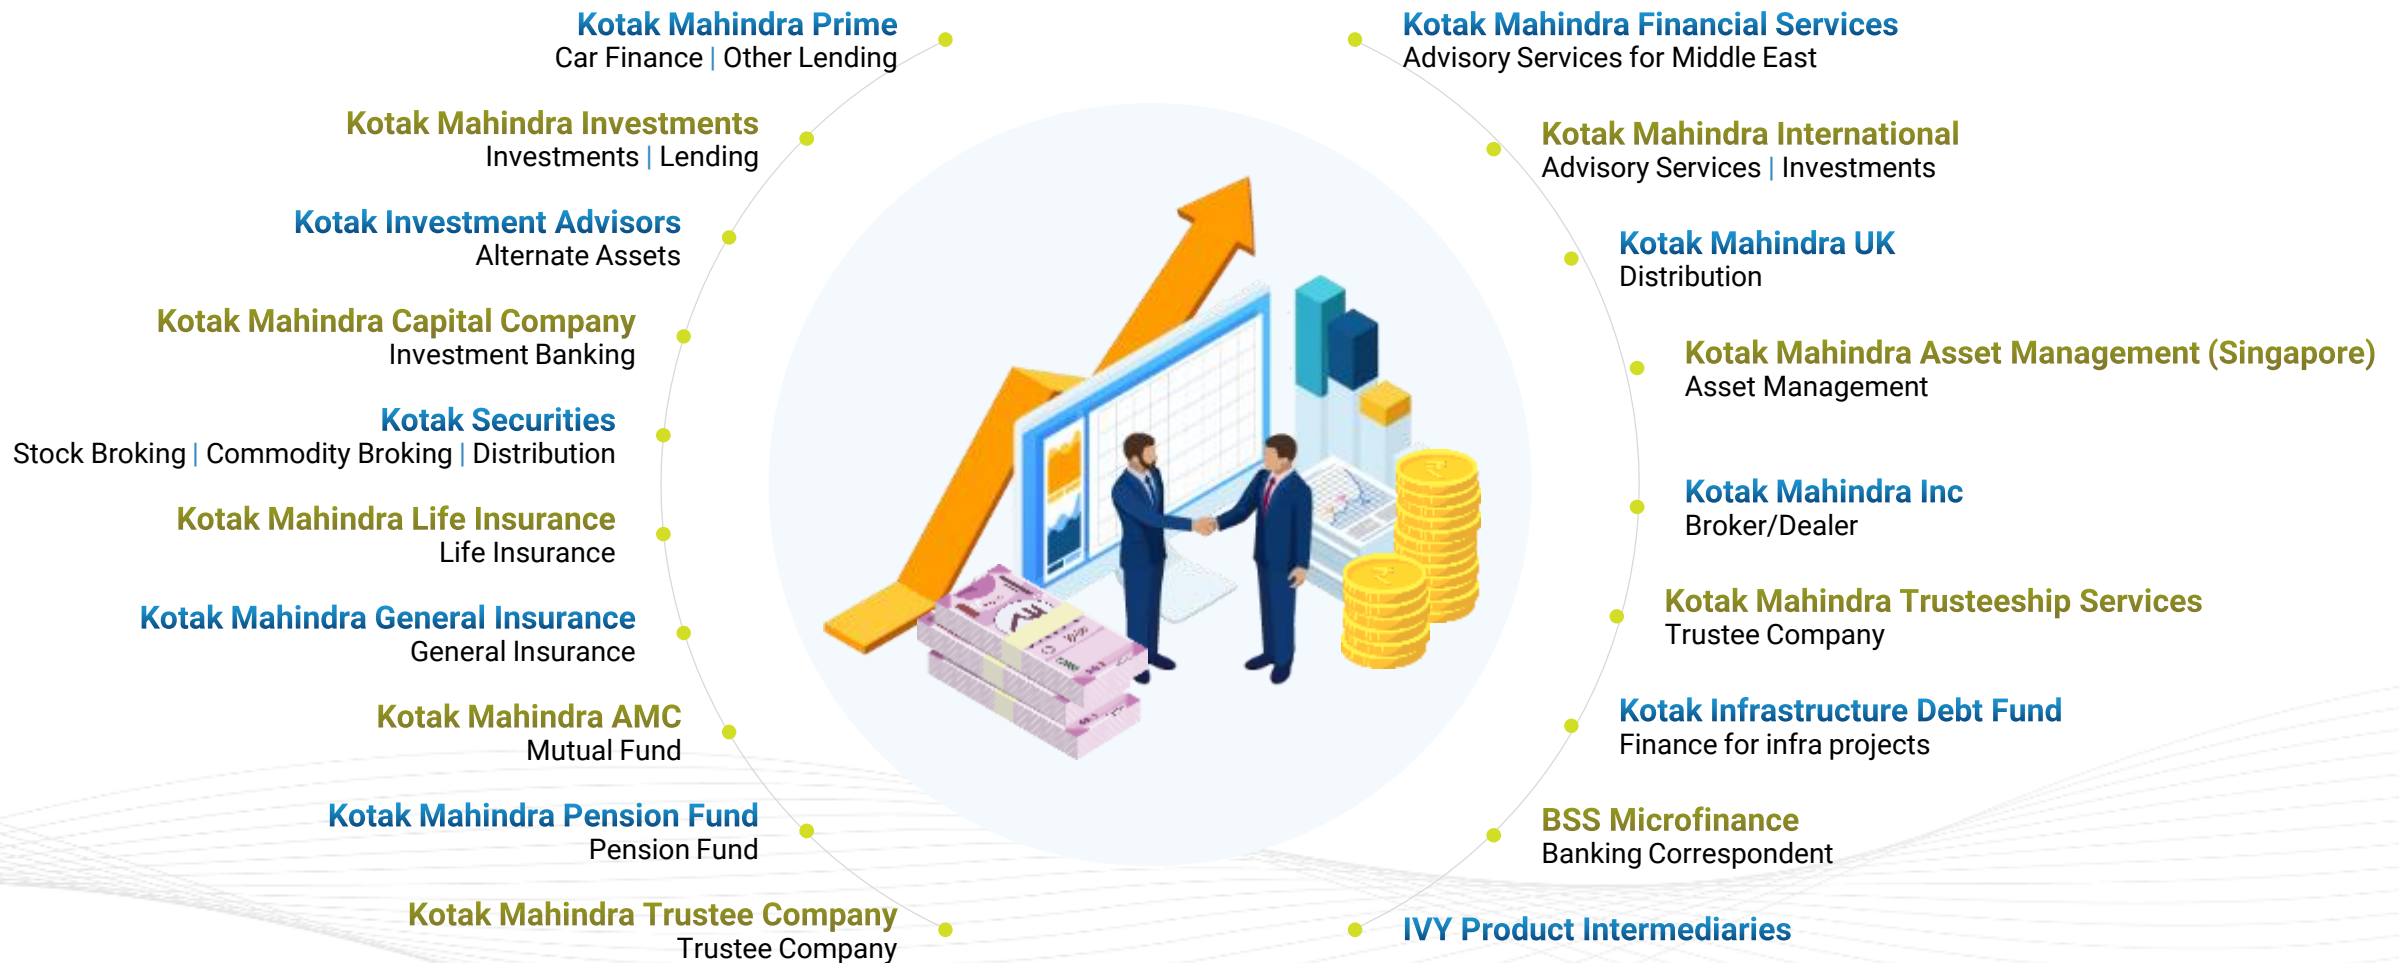 Kotak Mahindra Prime
Car Finance | Other Lending
Kotak Mahindra Investments
Investments | Lending
Kotak Investment Advisors
Alternate Assets
Kotak Mahindra Capital Company
Investment Banking
Kotak Securities
Stock Broking | Commodity Broking | Distribution
Kotak Mahindra Life Insurance
Life Insurance
Kotak Mahindra General Insurance
General Insurance
Kotak Mahindra AMC
Mutual Fund
Kotak Mahindra Pension Fund
Pension Fund
Kotak Mahindra Trustee Company
Trustee Company
Kotak Mahindra Financial Services
Advisory Services for Middle East
Kotak Mahindra International
Advisory Services | Investments
Kotak Mahindra UK
Distribution
Kotak Mahindra Asset Management (Singapore)
Asset Management
Kotak Mahindra Inc
Broker/Dealer
Kotak Mahindra Trusteeship Services
Trustee Company
Kotak Infrastructure Debt Fund
Finance for infra projects
BSS Microfinance
Banking Correspondent
IVY Product Intermediaries